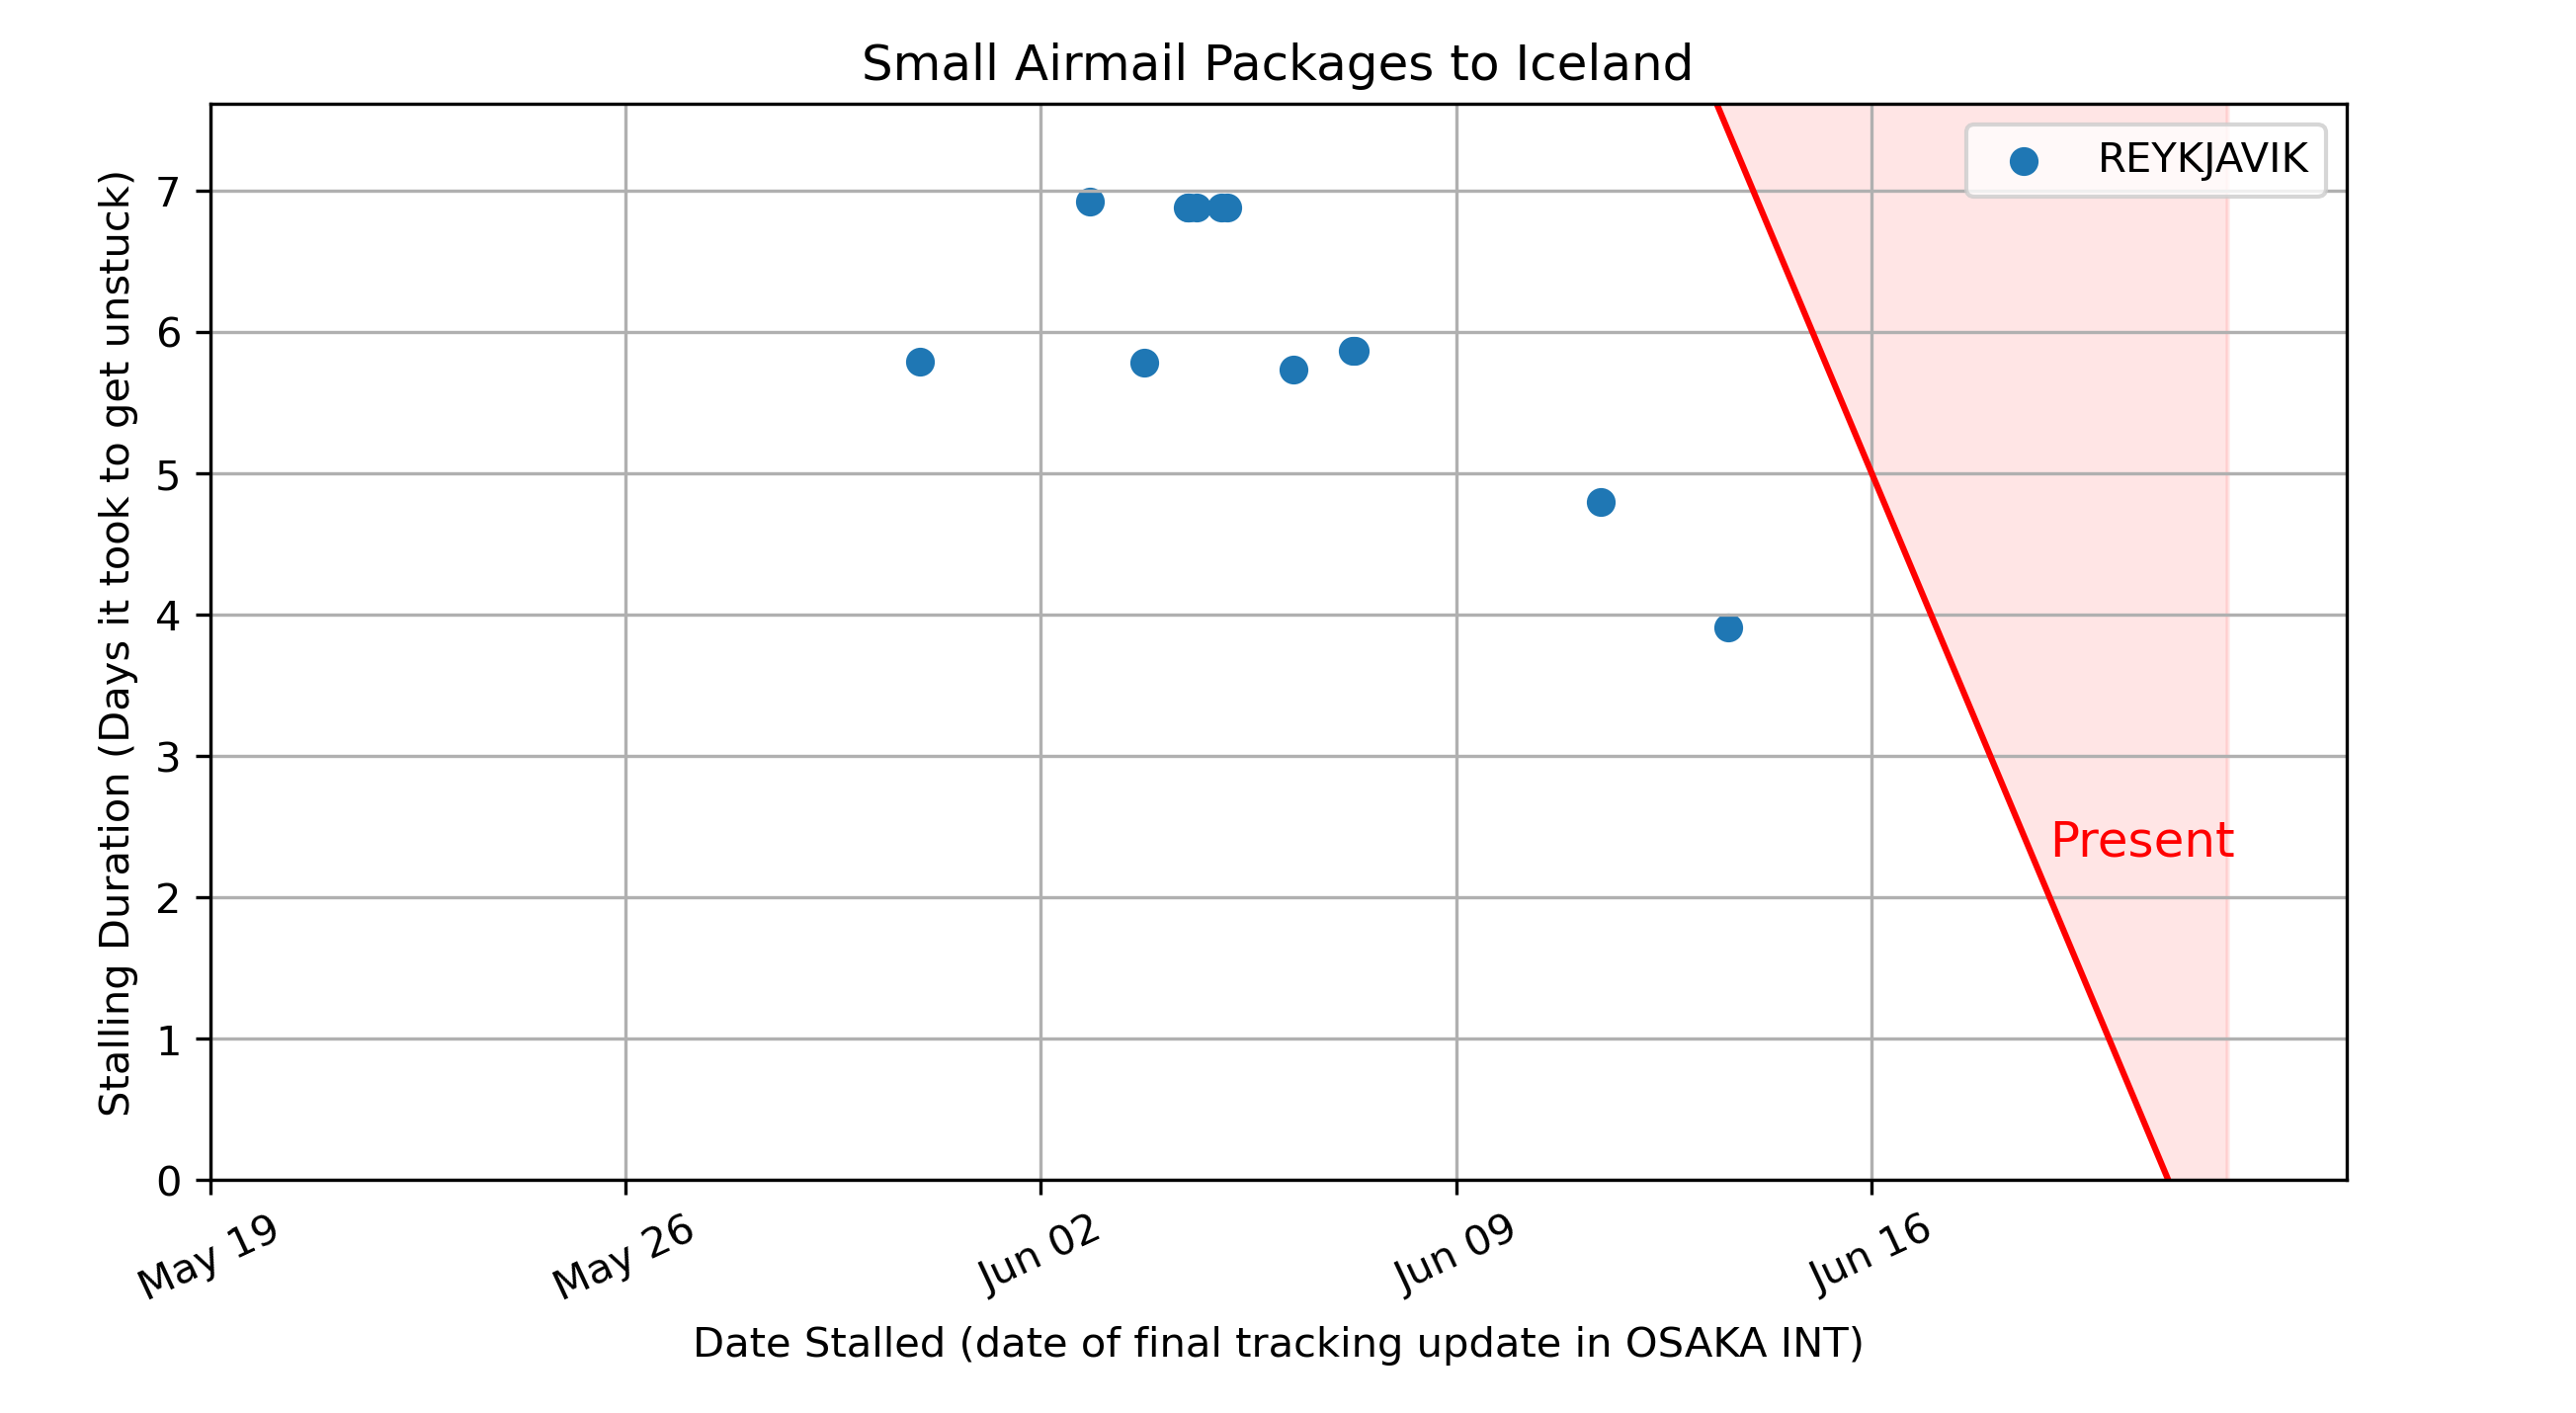 Small Airmail Packages to Iceland
REYKJAVIK
Stalling Duration (Days it took to get unstuck)
7
6
5
4
3
2
1
0
Present
May 19
May 26
Jun 02
Jun 09
Jun 16
Date Stalled (date of final tracking update in OSAKA INT)